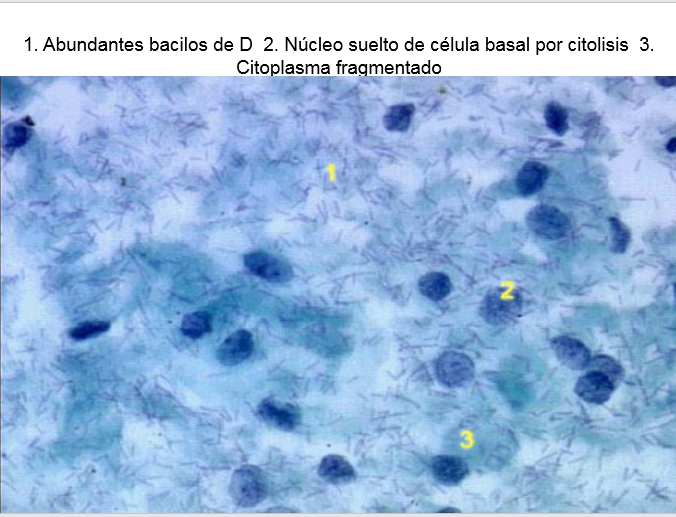 1. Abundantes bacilos de D  2. Núcleo suelto de célula basal por citolisis  3.
Citoplasma fragmentado
1
2
3